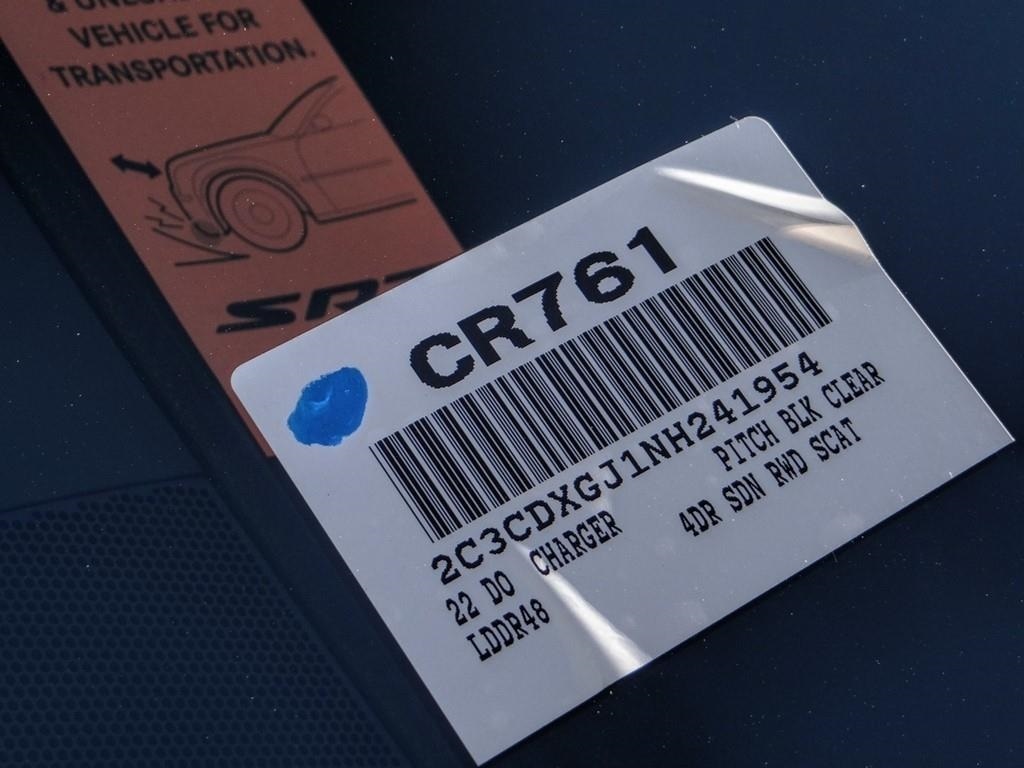 VEHICLE FOR
TRANSPORTATION.
CR761
2C3CDXGJ1NH241954
22 DO CHARGER PITCH BLK CLEAR
LDDR48 4DR SDN RWD SCAT